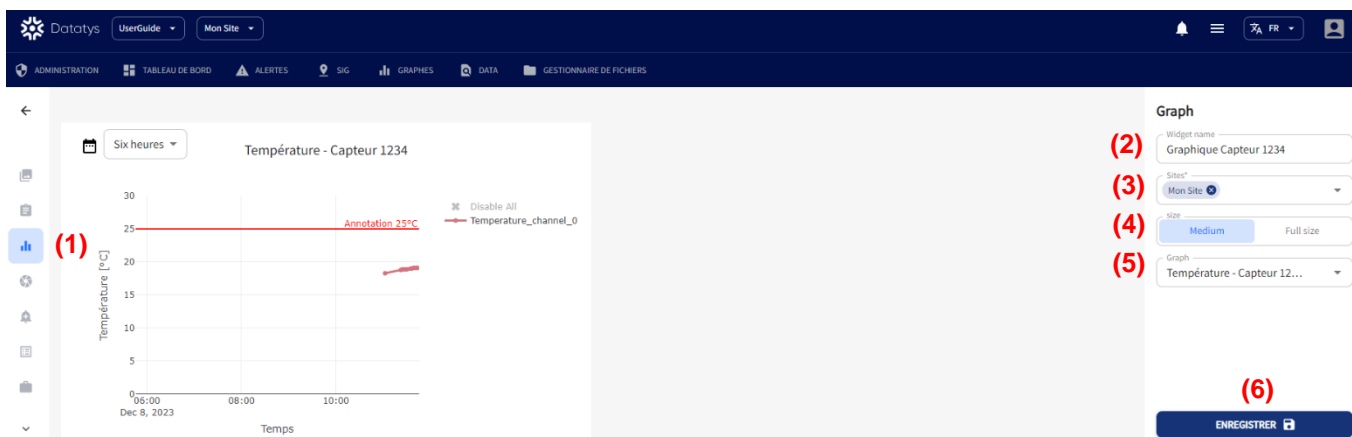 Datatys UserGuide Mon Site FR
ADMINISTRATION TABLEAU DE BORD ALERTES SIG GRAPHES DATA GESTIONNAIRE DE FICHIERS
Six heures
Température - Capteur 1234
30
25
20
15
10
5
0
Température [°C]
Annotation 25°C
Disable All
Temperature_channel_0
06:00 08:00 10:00
Dec 8, 2023
Temps
(1)
Graph
(2) Widget name
Graphique Capteur 1234
(3) Sites*
Mon Site
(4) size
Medium Full size
(5) Graph
Température - Capteur 12...
(6)
ENREGISTRER